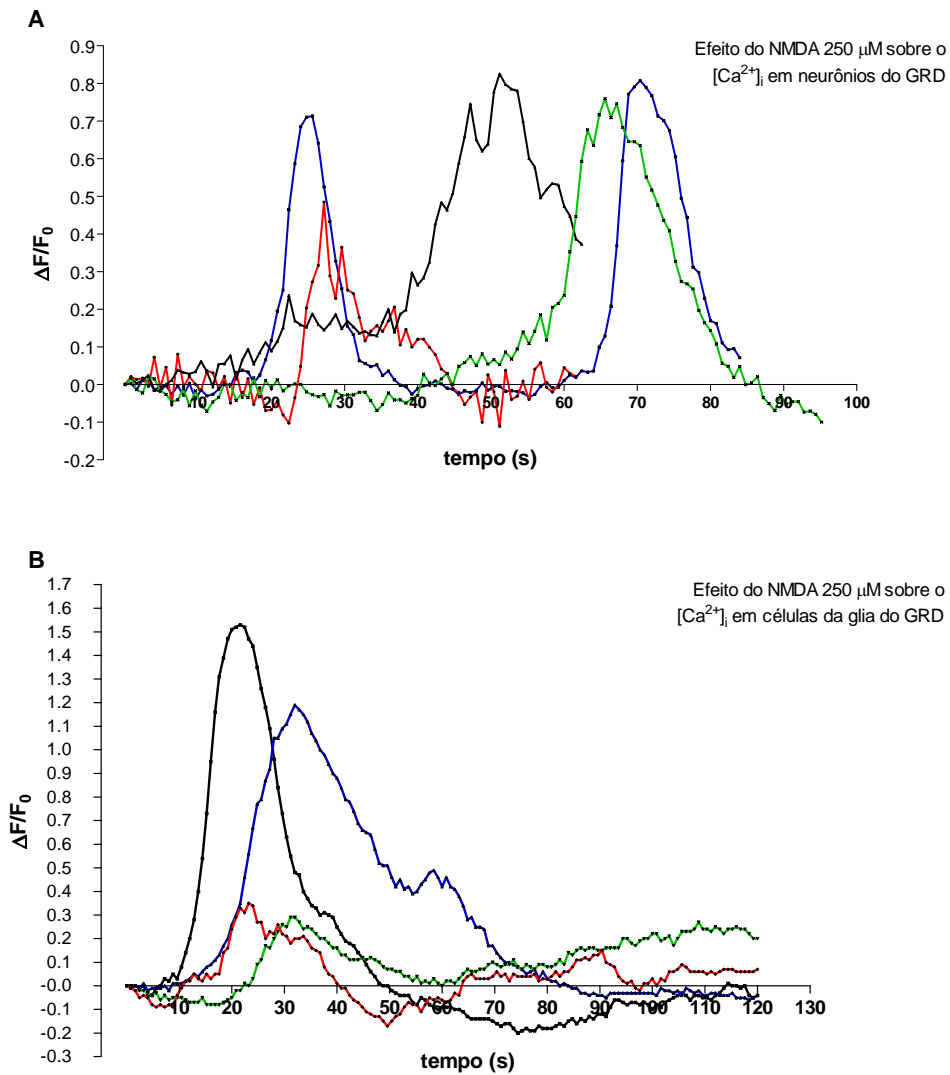 A
Efeito do NMDA 250 μM sobre o
[Ca²⁺]ᵢ em neurônios do GRD
0.9
0.8
0.7
0.6
0.5
0.4
0.3
0.2
0.1
0.0
-0.1
-0.2
ΔF/F₀
10 20 30 40 50 60 70 80 90 100
tempo (s)
B
Efeito do NMDA 250 μM sobre o
[Ca²⁺]ᵢ em células da glia do GRD
1.7
1.6
1.5
1.4
1.3
1.2
1.1
1.0
0.9
0.8
0.7
0.6
0.5
0.4
0.3
0.2
0.1
-0.0
-0.1
-0.2
-0.3
ΔF/F₀
10 20 30 40 50 60 70 80 90 100 110 120 130
tempo (s)